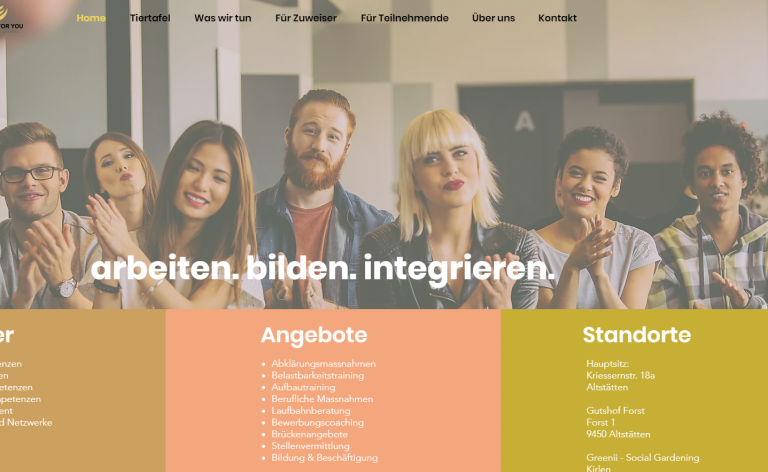 FOR YOU
Home Tiertafel Was wir tun Für Zuweiser Für Teilnehmende Über uns Kontakt
A
arbeiten. bilden. integrieren.
er
enzen
en
etenzen
petenzen
ent
d Netzwerke
Angebote
Abklärungsmassnahmen
Belastbarkeitstraining
Aufbautraining
Berufliche Massnahmen
Laufbahnberatung
Bewerbungscoaching
Brückenangebote
Stellenvermittlung
Bildung & Beschäftigung
Standorte
Hauptsitz:
Kriessernstr. 18a
Altstätten
Gutshof Forst
Forst 1
9450 Altstätten
Greenii - Social Gardening
Kirlen